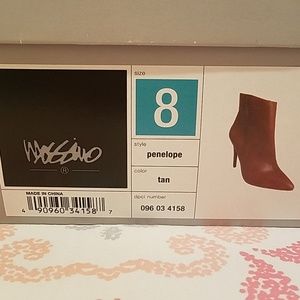 size
8
mossimo
®
style
penelope
color
tan
MADE IN CHINA
dpci number
096 03 4158
4 90960 34158 7